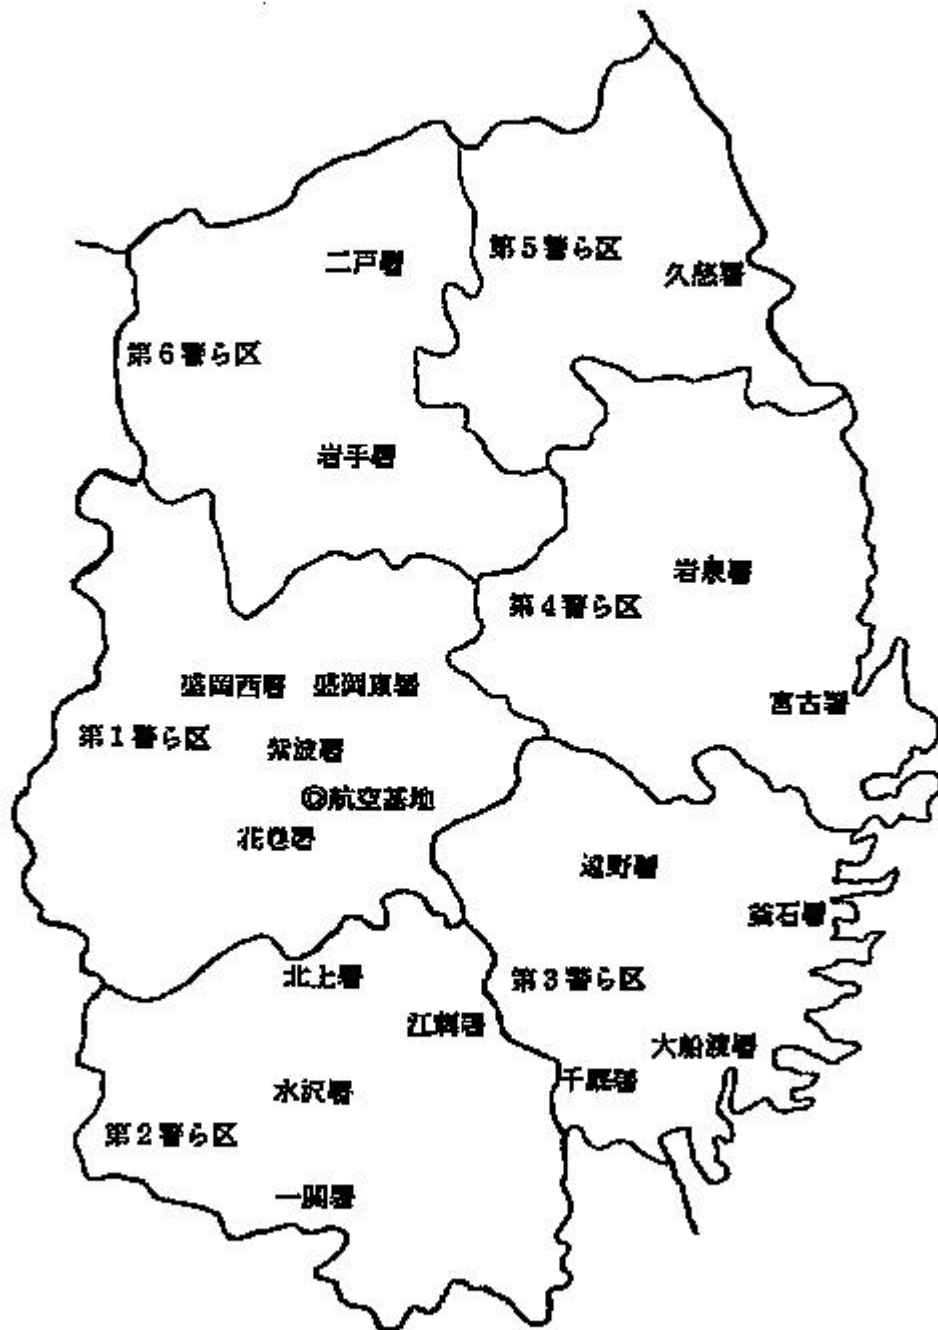 第5警ら区
二戸署
久慈署
第6警ら区
岩手署
岩泉署
第4警ら区
盛岡西署
盛岡東署
宮古署
第1警ら区
紫波署
◎航空基地
花巻署
遠野署
釜石署
北上署
第3警ら区
江刺署
大船渡署
千厩署
水沢署
第2警ら区
一関署